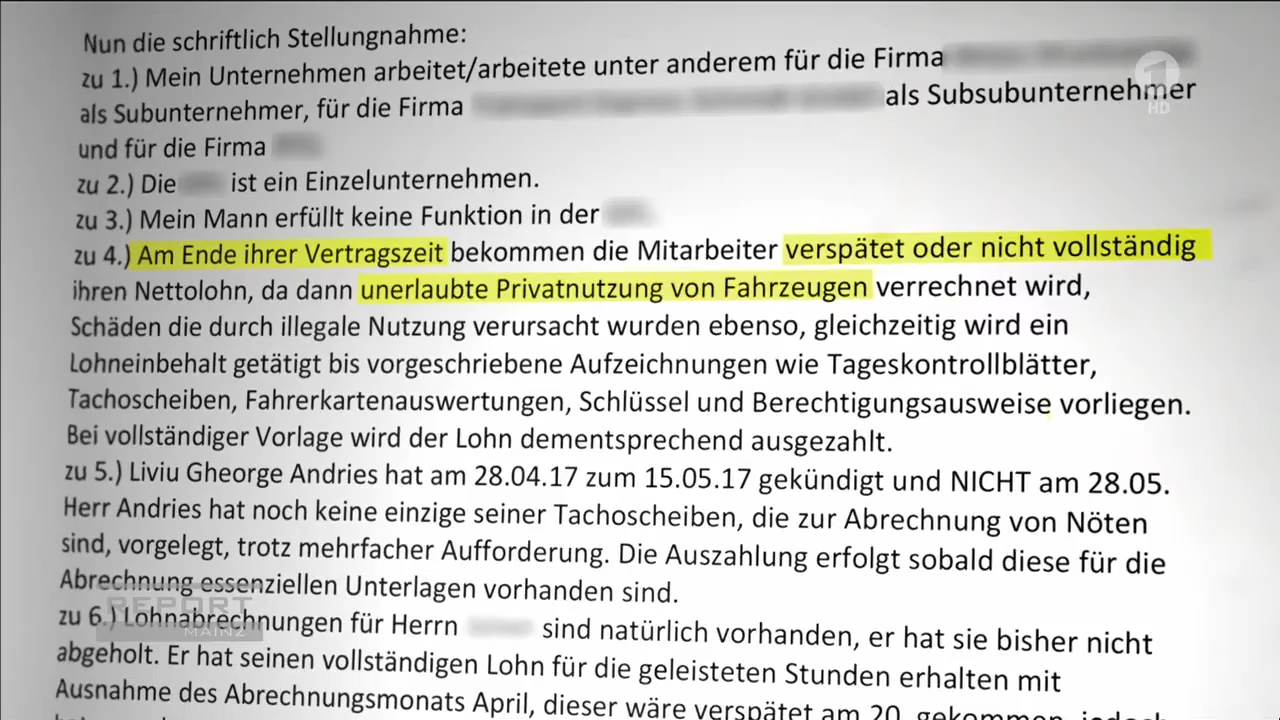 Nun die schriftlich Stellungnahme:
zu 1.) Mein Unternehmen arbeitet/arbeitete unter anderem für die Firma
als Subunternehmer, für die Firma als Subsubunternehmer
und für die Firma
zu 2.) Die ist ein Einzelunternehmen.
zu 3.) Mein Mann erfüllt keine Funktion in der
zu 4.) Am Ende ihrer Vertragszeit bekommen die Mitarbeiter verspätet oder nicht vollständig
ihren Nettolohn, da dann unerlaubte Privatnutzung von Fahrzeugen verrechnet wird,
Schäden die durch illegale Nutzung verursacht wurden ebenso, gleichzeitig wird ein
Lohneinbehalt getätigt bis vorgeschriebene Aufzeichnungen wie Tageskontrollblätter,
Tachoscheiben, Fahrerkartenauswertungen, Schlüssel und Berechtigungsausweise vorliegen.
Bei vollständiger Vorlage wird der Lohn dementsprechend ausgezahlt.
zu 5.) Liviu Gheorge Andries hat am 28.04.17 zum 15.05.17 gekündigt und NICHT am 28.05.
Herr Andries hat noch keine einzige seiner Tachoscheiben, die zur Abrechnung von Nöten
sind, vorgelegt, trotz mehrfacher Aufforderung. Die Auszahlung erfolgt sobald diese für die
Abrechnung essenziellen Unterlagen vorhanden sind.
zu 6.) Lohnabrechnungen für Herrn sind natürlich vorhanden, er hat sie bisher nicht
abgeholt. Er hat seinen vollständigen Lohn für die geleisteten Stunden erhalten mit
Ausnahme des Abrechnungsmonats April, dieser wäre verspätet am 20. gekommen, jedoch
1
HD
REPORT
MAINZ